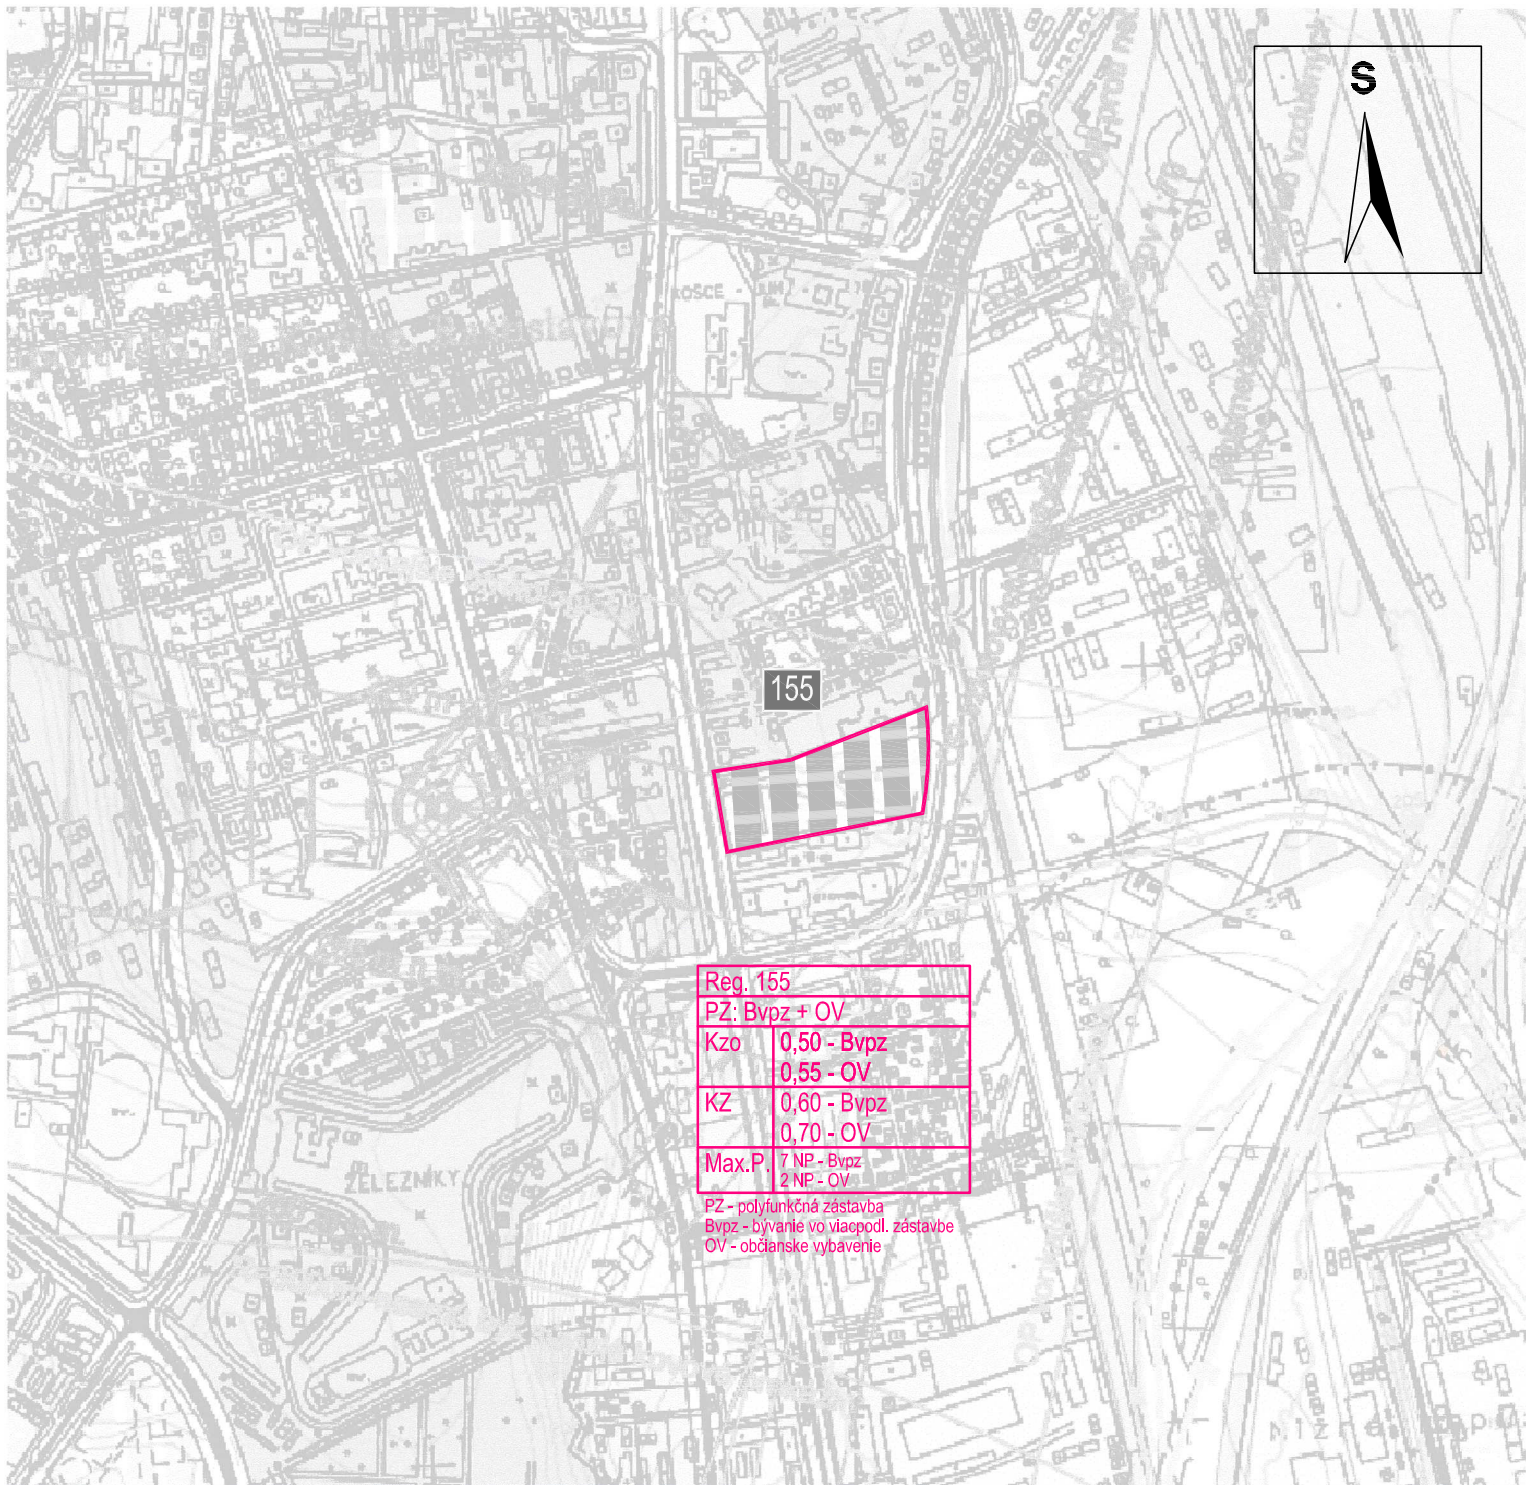 S
KOŠCE
155
Reg. 155
PZ: Bvpz + OV
Kzo 0,50 - Bvpz
0,55 - OV
KZ 0,60 - Bvpz
0,70 - OV
Max.P. 7 NP - Bvpz
2 NP - OV
ŽELEZNÍKY
PZ - polyfunkčná zástavba
Bvpz - bývanie vo viacpodl. zástavbe
OV - občianske vybavenie